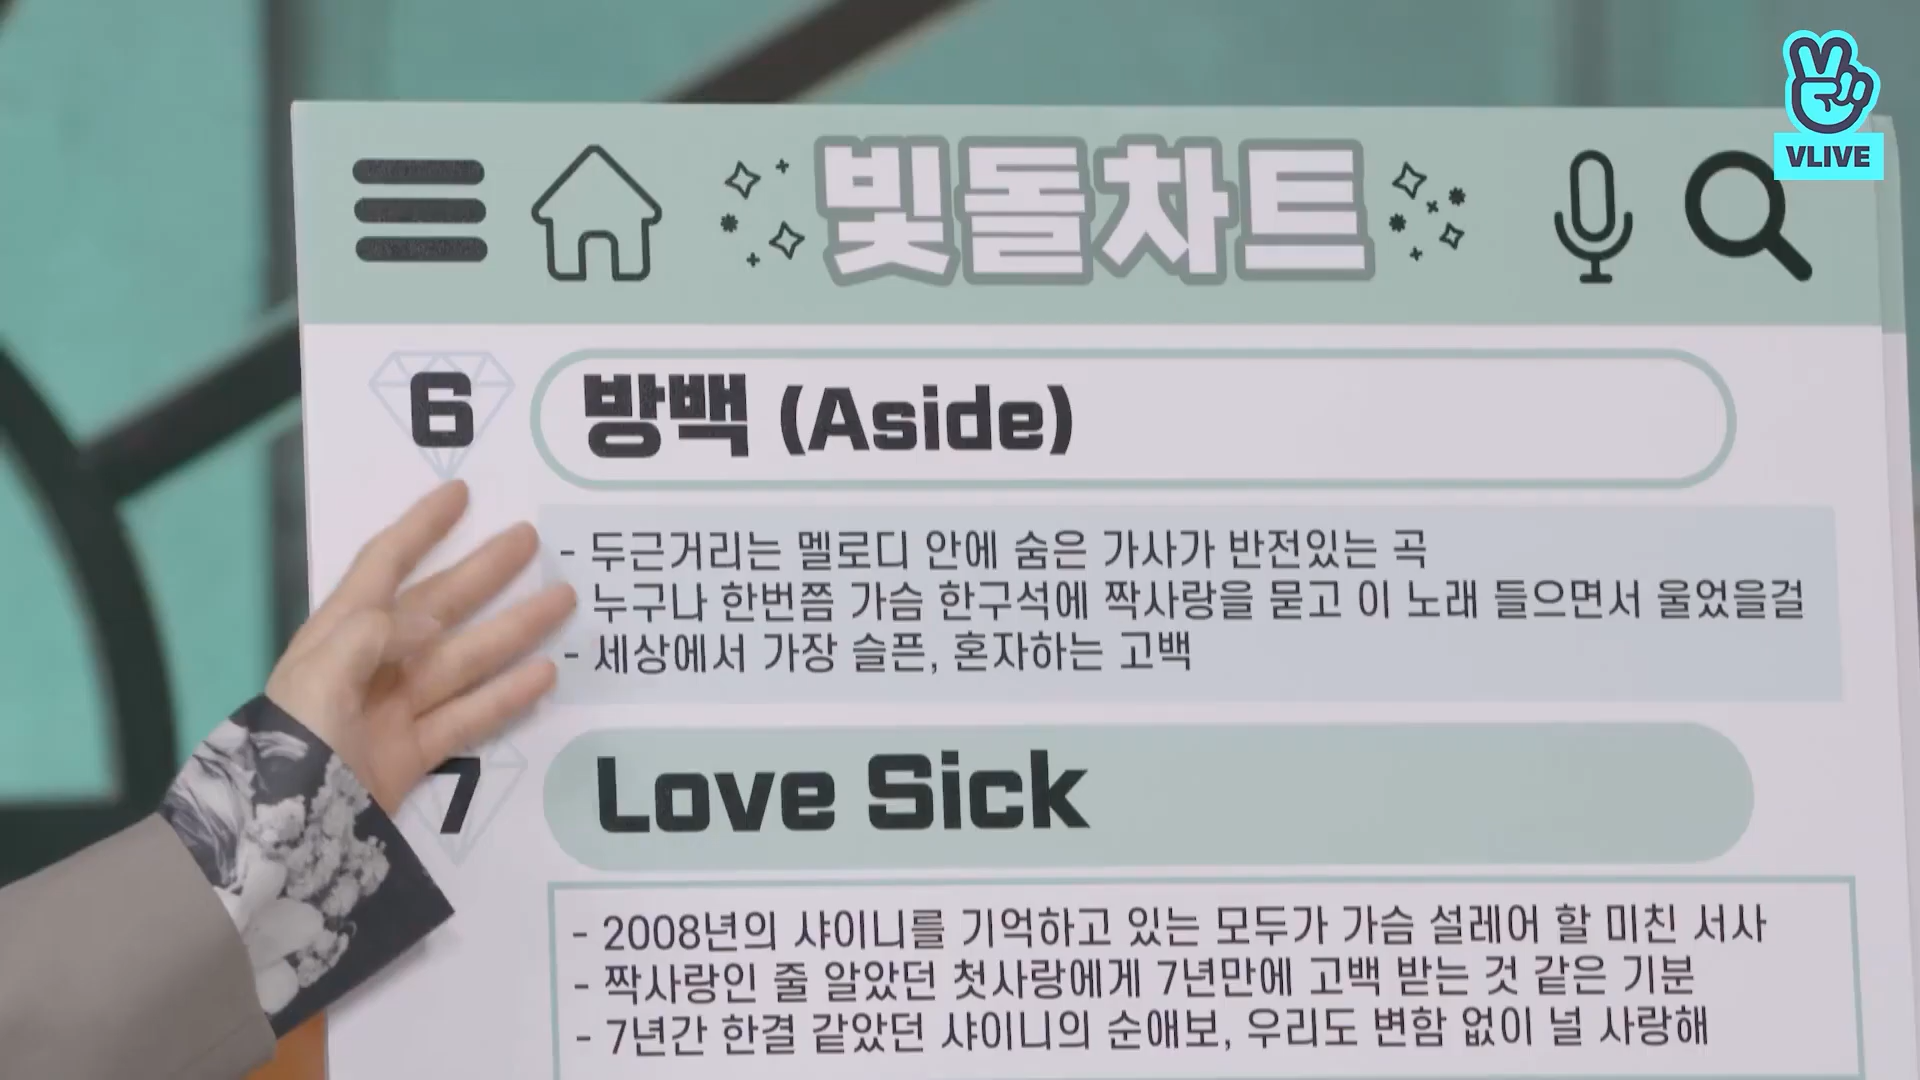 VLIVE
빛돌차트
6 방백 (Aside)
- 두근거리는 멜로디 안에 숨은 가사가 반전있는 곡
누구나 한번쯤 가슴 한구석에 짝사랑을 묻고 이 노래 들으면서 울었을걸
- 세상에서 가장 슬픈, 혼자하는 고백
7 Love Sick
- 2008년의 샤이니를 기억하고 있는 모두가 가슴 설레어 할 미친 서사
- 짝사랑인 줄 알았던 첫사랑에게 7년만에 고백 받는 것 같은 기분
- 7년간 한결 같았던 샤이니의 순애보, 우리도 변함 없이 널 사랑해